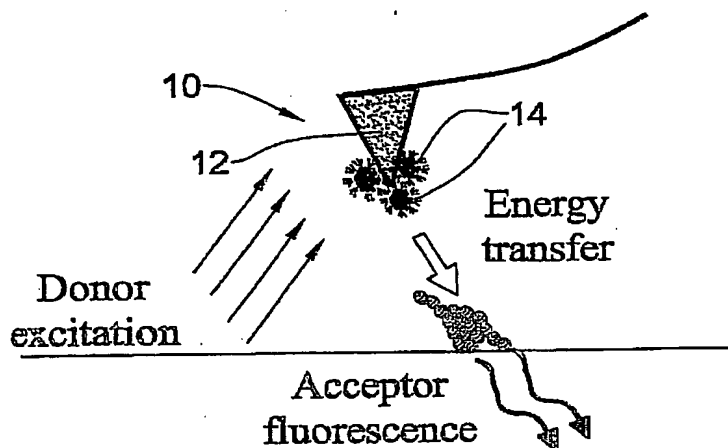 10
12
14
Energy
transfer
Donor
excitation
Acceptor
fluorescence